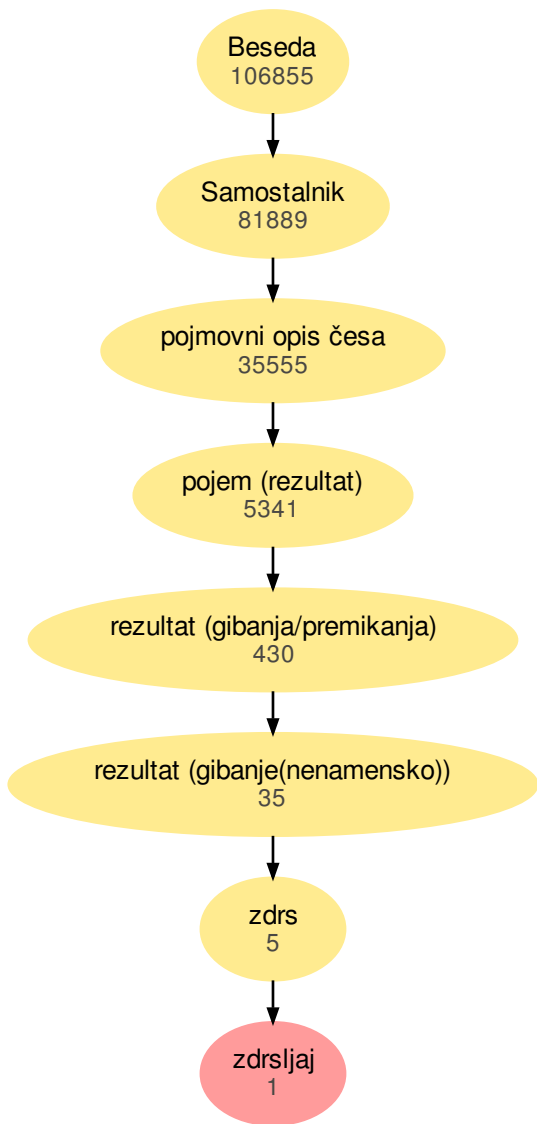 Beseda
106855
Samostalnik
81889
pojmovni opis česa
35555
pojem (rezultat)
5341
rezultat (gibanja/premikanja)
430
rezultat (gibanje(nenamensko))
35
zdrs
5
zdrsljaj
1